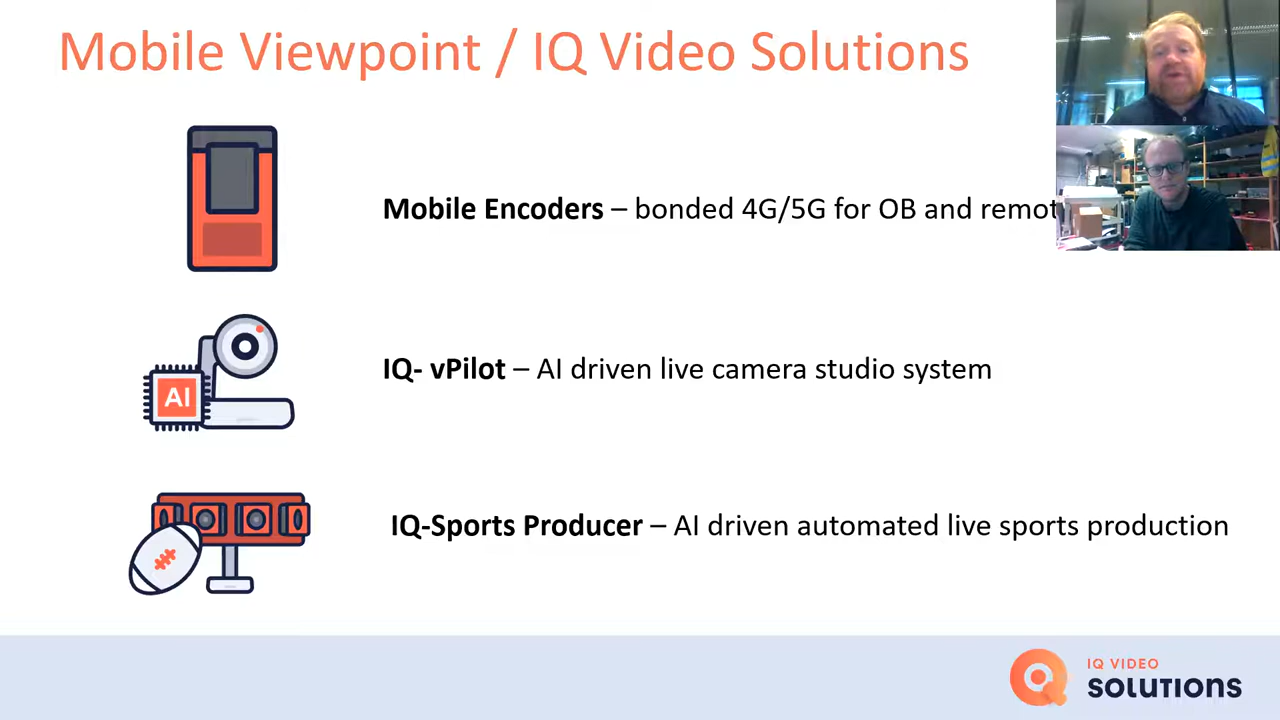 Mobile Viewpoint / IQ Video Solutions
Mobile Encoders – bonded 4G/5G for OB and remot
AI
IQ- vPilot – AI driven live camera studio system
IQ-Sports Producer – AI driven automated live sports production
IQ VIDEO
SOLUTIONS